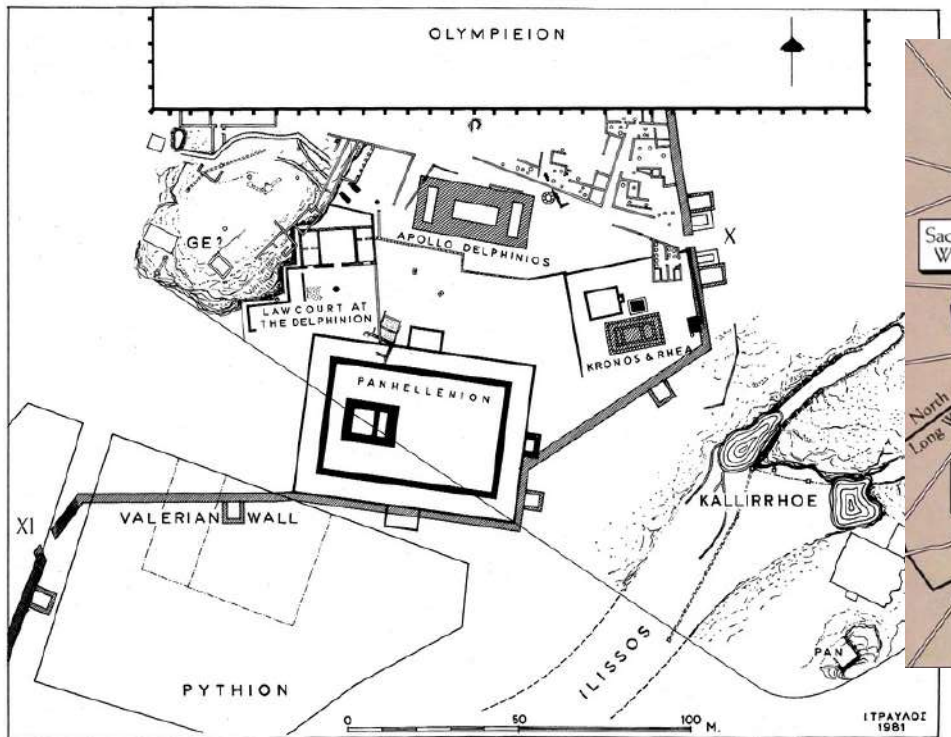 OLYMPIEION
GE?
APOLLO DELPHINIOS
X
LAW COURT AT
THE DELPHINION
KRONOS & RHEA
PANHELLENION
KALLIRRHOE
XI
VALERIAN WALL
ILISSOS
PAN
PYTHION
0 50 100 M.
ΙΤΡΑΥΛΟΣ
1981
North
Long